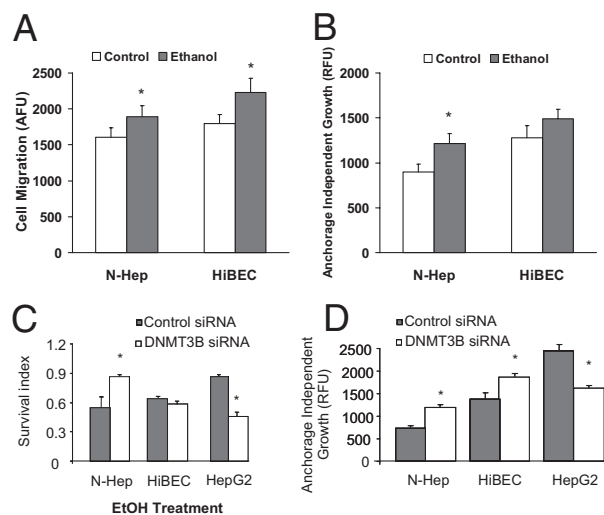 A
Control Ethanol
Cell Migration (AFU)
2500
2000
1500
1000
500
0
*
*
N-Hep HiBEC
B
Control Ethanol
Anchorage Independent Growth (RFU)
2000
1500
1000
500
0
*
N-Hep HiBEC
C
Control siRNA
DNMT3B siRNA
Survival index
1.2
0.9
0.6
0.3
0
*
*
N-Hep HiBEC HepG2
EtOH Treatment
D
Control siRNA
DNMT3B siRNA
Anchorage Independent
Growth (RFU)
2500
2000
1500
1000
500
0
*
*
*
N-Hep HiBEC HepG2